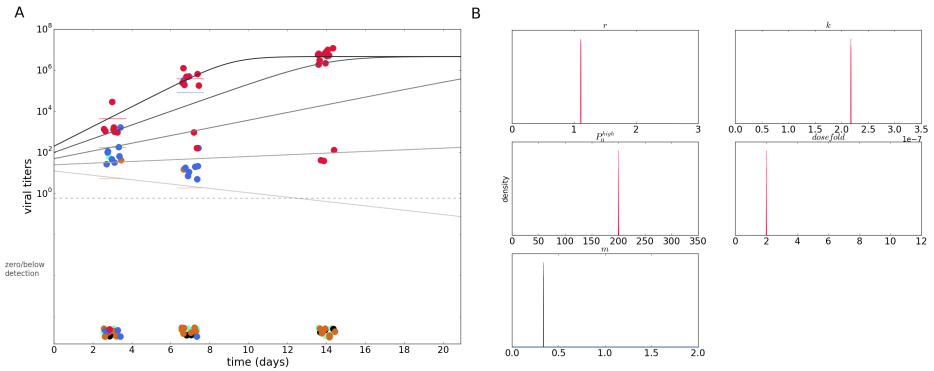 A
10^8
10^6
10^4
10^2
10^0
viral titers
zero/below
detection
0 2 4 6 8 10 12 14 16 18 20
time (days)
B
r
0 1 2 3
k
0.0 0.5 1.0 1.5 2.0 2.5 3.0 3.5
1e−7
P_0^{high}
density
0 50 100 150 200 250 300 350
dosefold
0 2 4 6 8 10 12
m
0.0 0.5 1.0 1.5 2.0